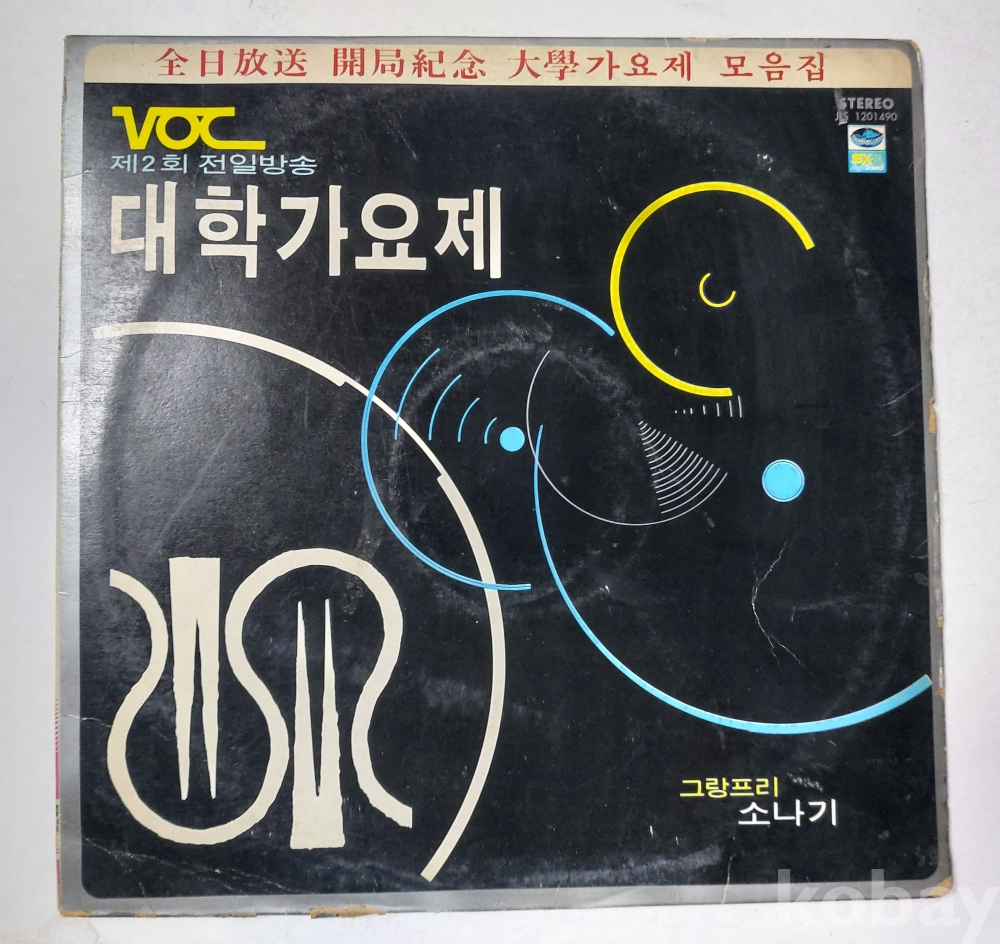 全日放送 開局紀念 大學가요제 모음집
VOC
STEREO
JLS 1201490
제2회 전일방송
대학가요제
그랑프리
소나기
kobay